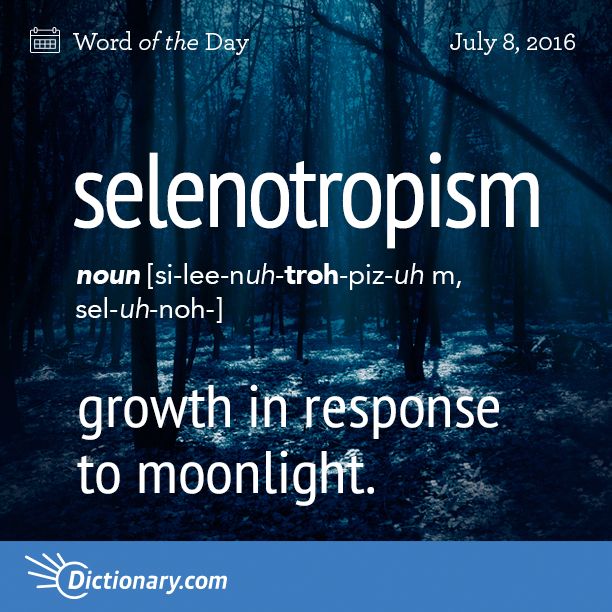 Word of the Day
July 8, 2016
selenotropism
noun [si-lee-nuh-troh-piz-uh m,
sel-uh-noh-]
growth in response
to moonlight.
Dictionary.com